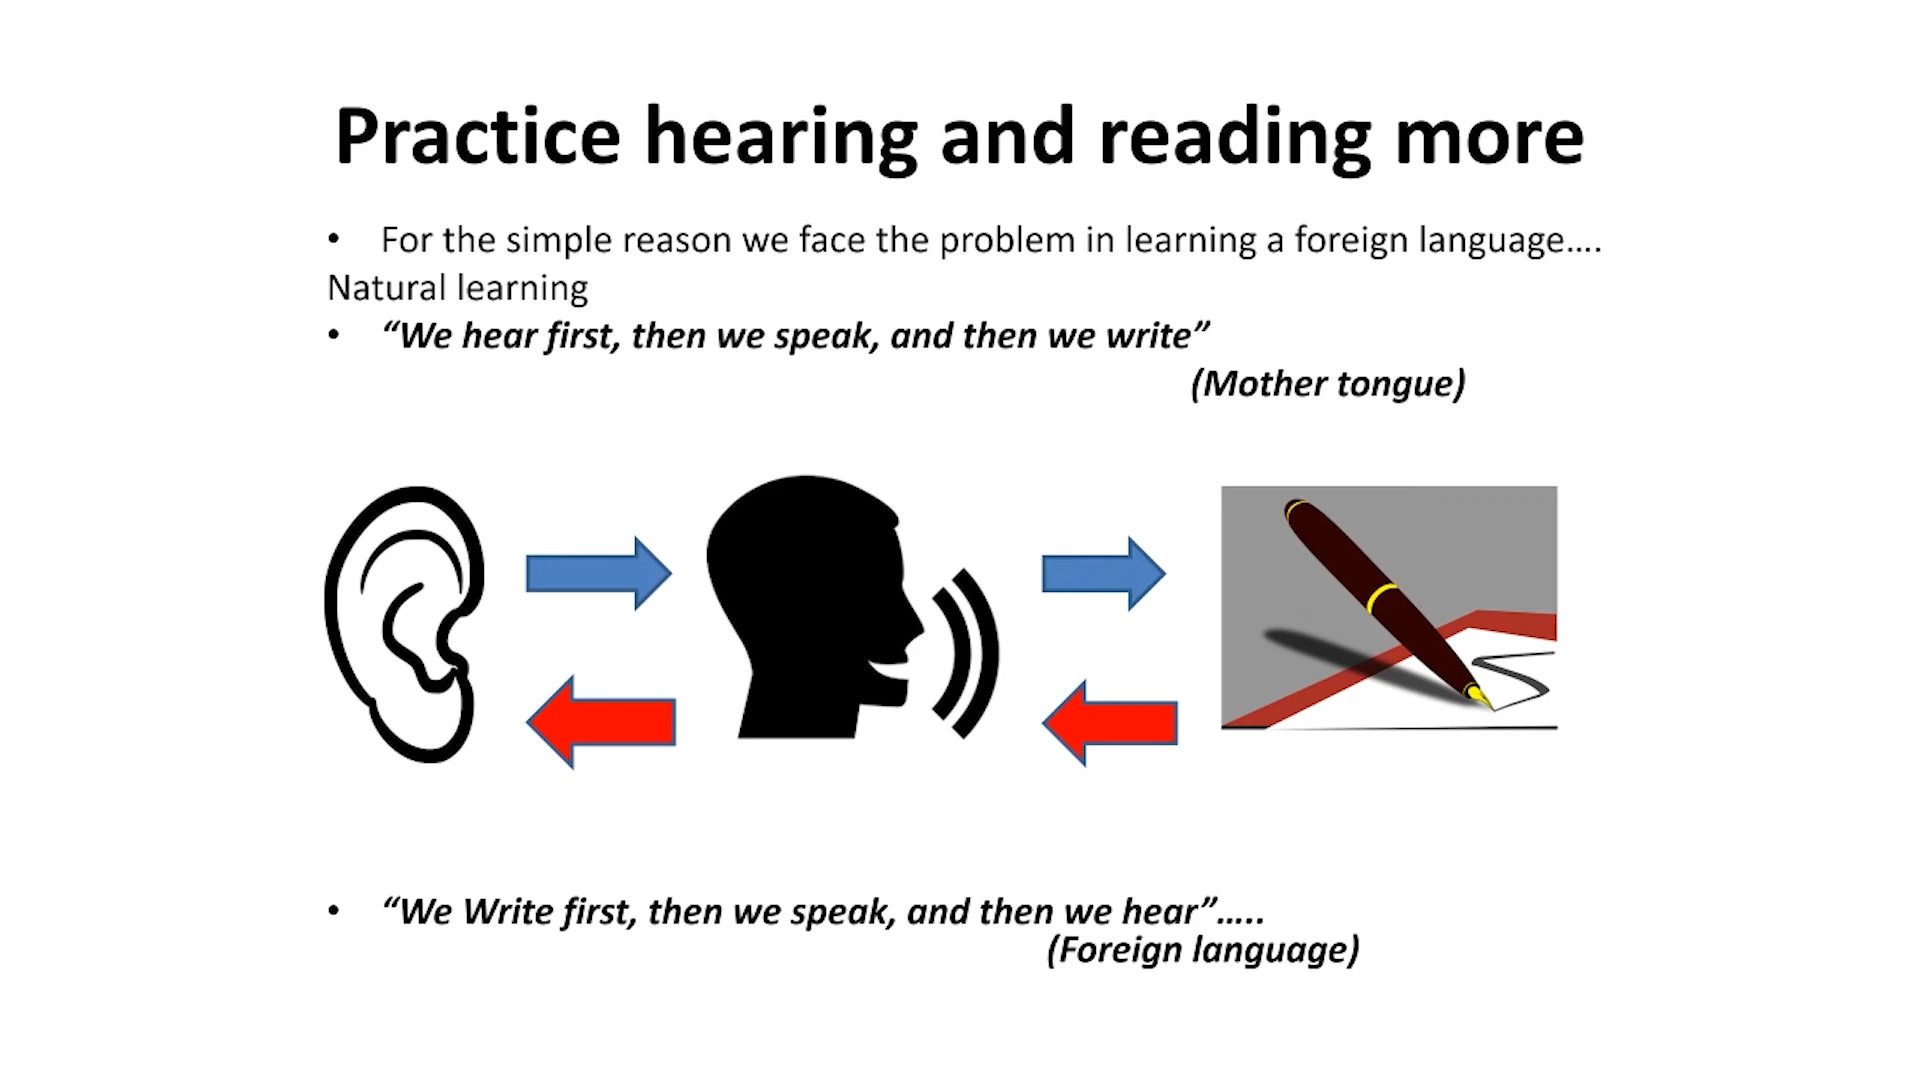 Practice hearing and reading more
• For the simple reason we face the problem in learning a foreign language....
Natural learning
• “We hear first, then we speak, and then we write”
(Mother tongue)
• “We Write first, then we speak, and then we hear”.....
(Foreign language)